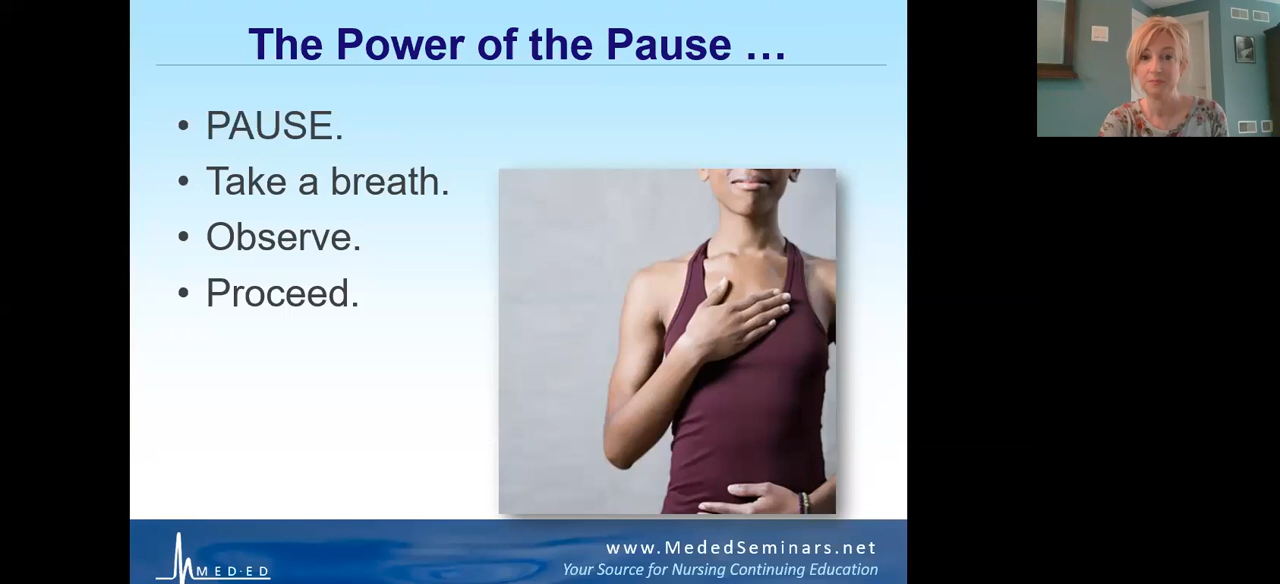 The Power of the Pause …
• PAUSE.
• Take a breath.
• Observe.
• Proceed.
MED·ED
www.MededSeminars.net
Your Source for Nursing Continuing Education